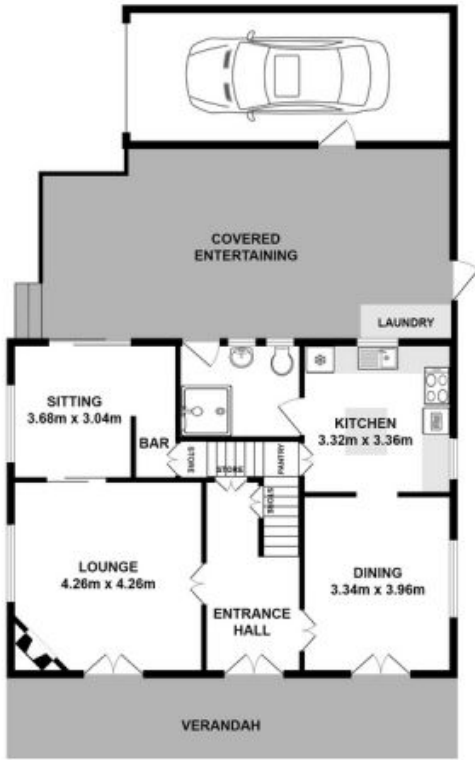 COVERED
ENTERTAINING
LAUNDRY
SITTING
3.68m x 3.04m
BAR
STORE
STORE
PANTRY
KITCHEN
3.32m x 3.36m
STORE
LOUNGE
4.26m x 4.26m
ENTRANCE
HALL
DINING
3.34m x 3.96m
VERANDAH